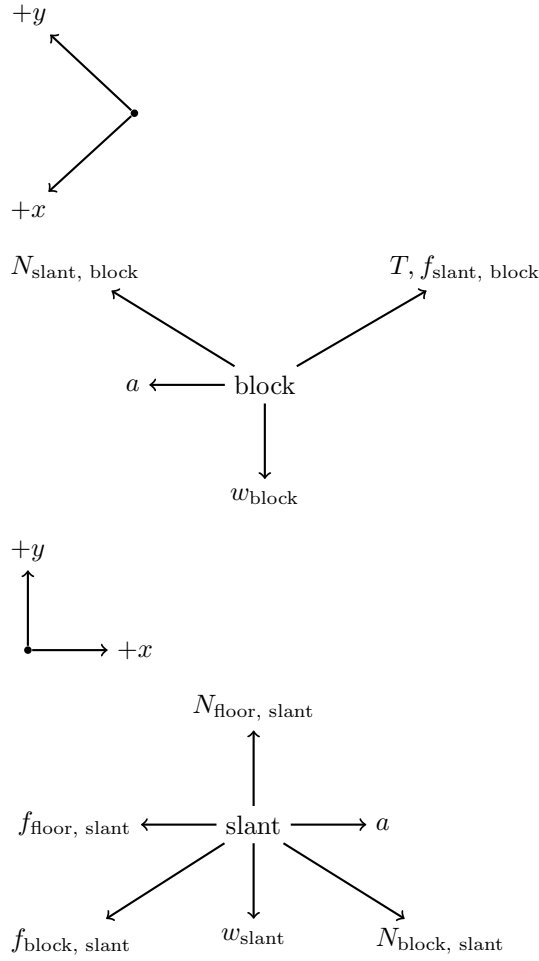 +y
+x
N_slant, block T, f_slant, block
a block
w_block
+y
+x
N_floor, slant
f_floor, slant slant a
f_block, slant w_slant N_block, slant